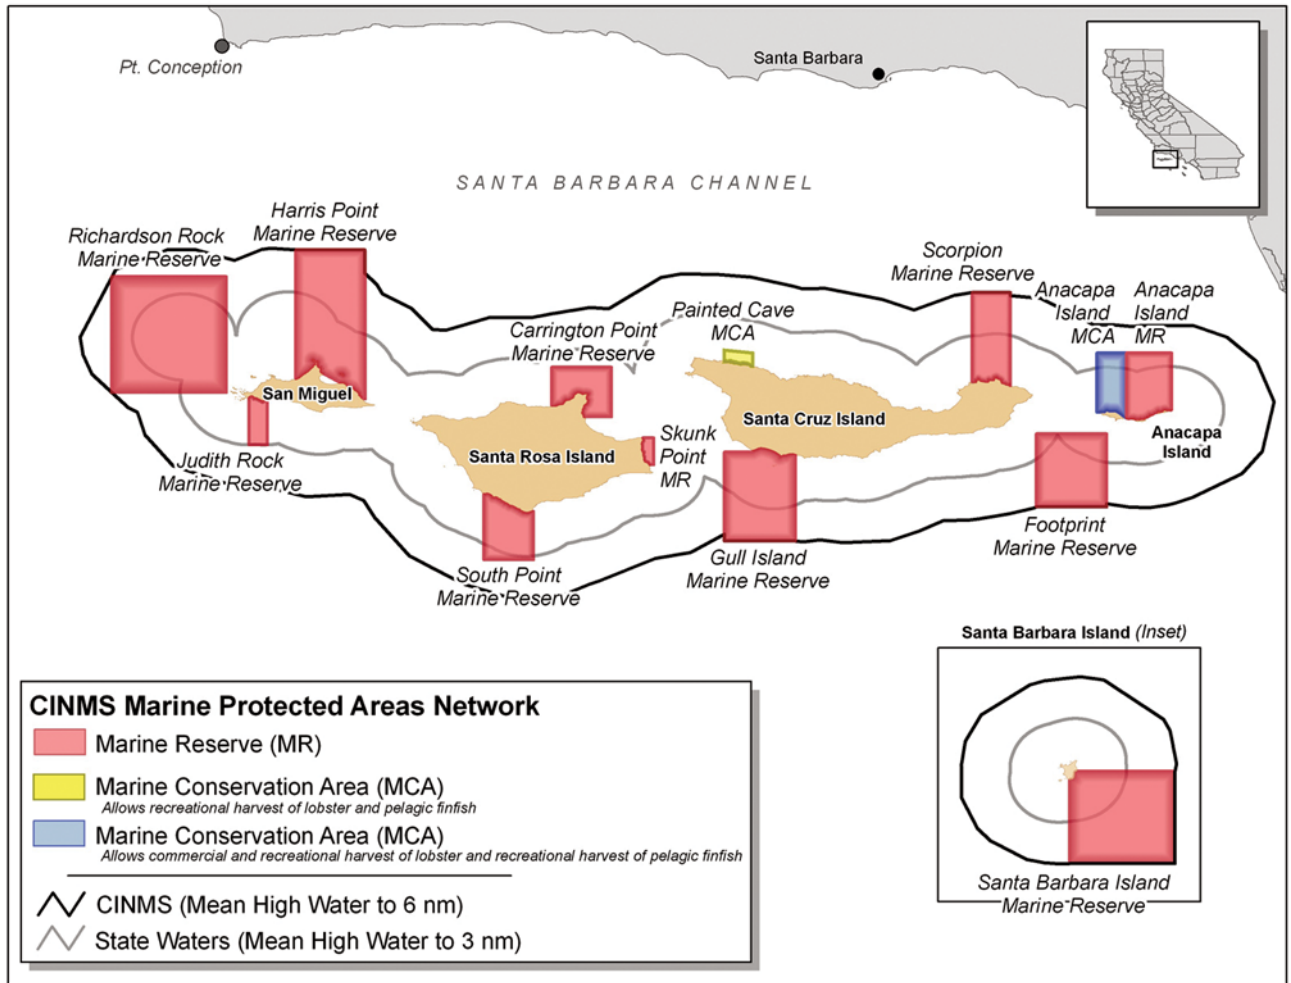 Pt. Conception
Santa Barbara
SANTA BARBARA CHANNEL
Richardson Rock
Marine Reserve
Harris Point
Marine Reserve
Scorpion
Marine Reserve
Anacapa
Island
MCA
Anacapa
Island
MR
Painted Cave
MCA
Carrington Point
Marine Reserve
San Miguel
Santa Cruz Island
Judith Rock
Marine Reserve
Santa Rosa Island
Skunk
Point
MR
Anacapa
Island
South Point
Marine Reserve
Gull Island
Marine Reserve
Footprint
Marine Reserve
Santa Barbara Island (Inset)
Santa Barbara Island
Marine Reserve
CINMS Marine Protected Areas Network
Marine Reserve (MR)
Marine Conservation Area (MCA)
Allows recreational harvest of lobster and pelagic finfish
Marine Conservation Area (MCA)
Allows commercial and recreational harvest of lobster and recreational harvest of pelagic finfish
CINMS (Mean High Water to 6 nm)
State Waters (Mean High Water to 3 nm)